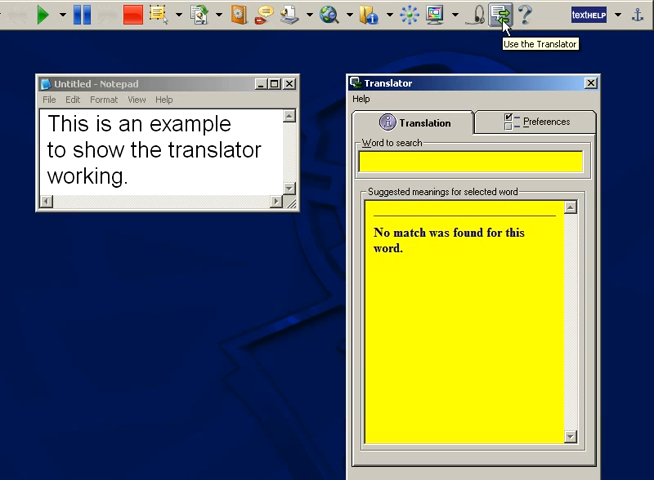 textHELP
Use the Translator
Untitled - Notepad
File Edit Format View Help
This is an example
to show the translator
working.
Translator
Help
Translation
Preferences
Word to search
Suggested meanings for selected word
No match was found for this
word.